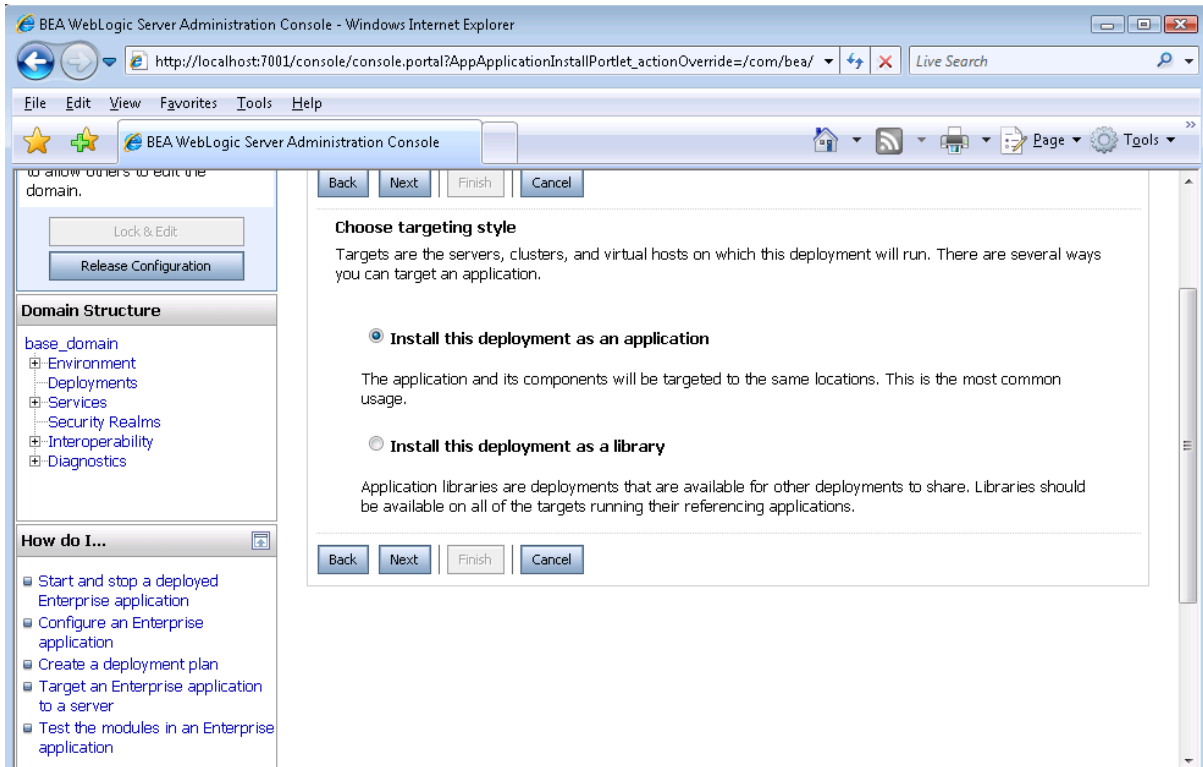 BEA WebLogic Server Administration Console - Windows Internet Explorer
http://localhost:7001/console/console.portal?AppApplicationInstallPortlet_actionOverride=/com/bea/
Live Search
File Edit View Favorites Tools Help
BEA WebLogic Server Administration Console
Page Tools
to allow others to edit the
domain.
Lock & Edit
Release Configuration
Domain Structure
base_domain
Environment
Deployments
Services
Security Realms
Interoperability
Diagnostics
How do I...
Start and stop a deployed
Enterprise application
Configure an Enterprise
application
Create a deployment plan
Target an Enterprise application
to a server
Test the modules in an Enterprise
application
Back Next Finish Cancel
Choose targeting style
Targets are the servers, clusters, and virtual hosts on which this deployment will run. There are several ways
you can target an application.
Install this deployment as an application
The application and its components will be targeted to the same locations. This is the most common
usage.
Install this deployment as a library
Application libraries are deployments that are available for other deployments to share. Libraries should
be available on all of the targets running their referencing applications.
Back Next Finish Cancel